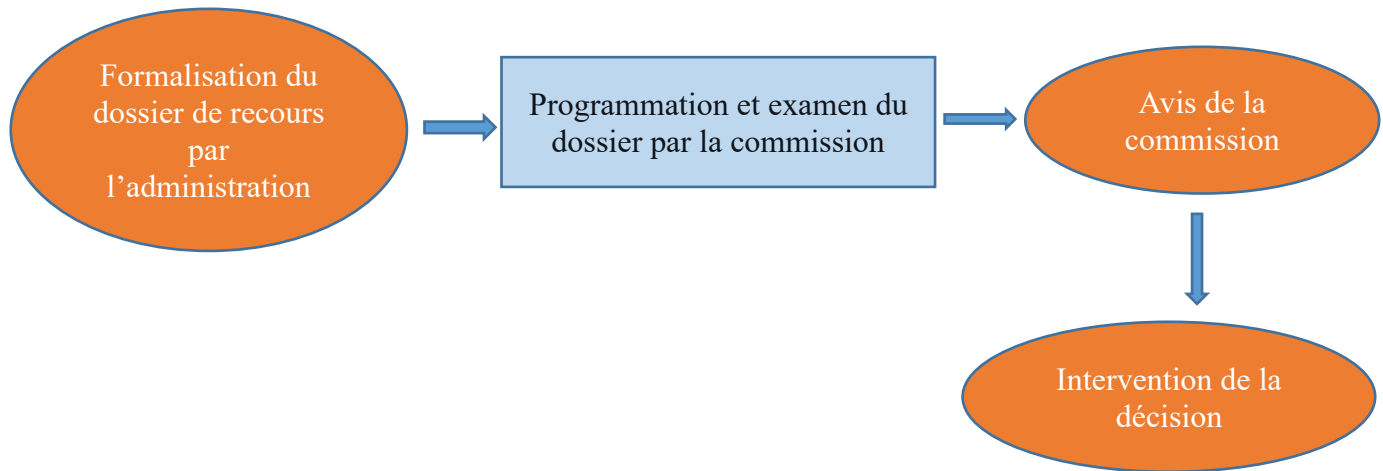 Formalisation du
dossier de recours
par
l’administration
Programmation et examen du
dossier par la commission
Avis de la
commission
Intervention de la
décision